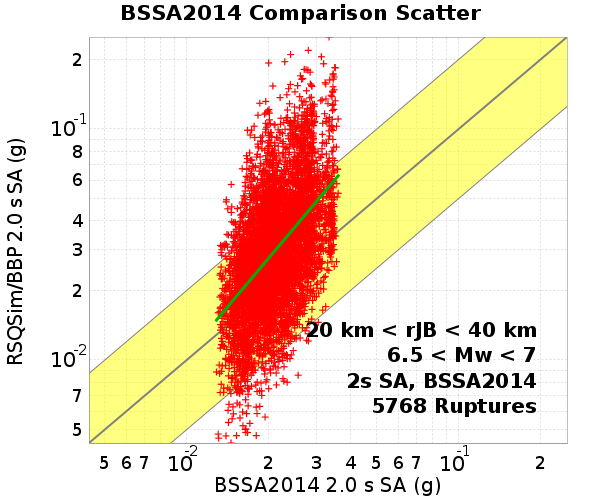 BSSA2014 Comparison Scatter
RSQSim/BBP 2.0 s SA (g)
2
10-1
8
6
4
3
2
10-2
7
5
20 km < rJB < 40 km
6.5 < Mw < 7
2s SA, BSSA2014
5768 Ruptures
5 6 7 10-2 2 3 4 5 6 7 10-1 2
BSSA2014 2.0 s SA (g)